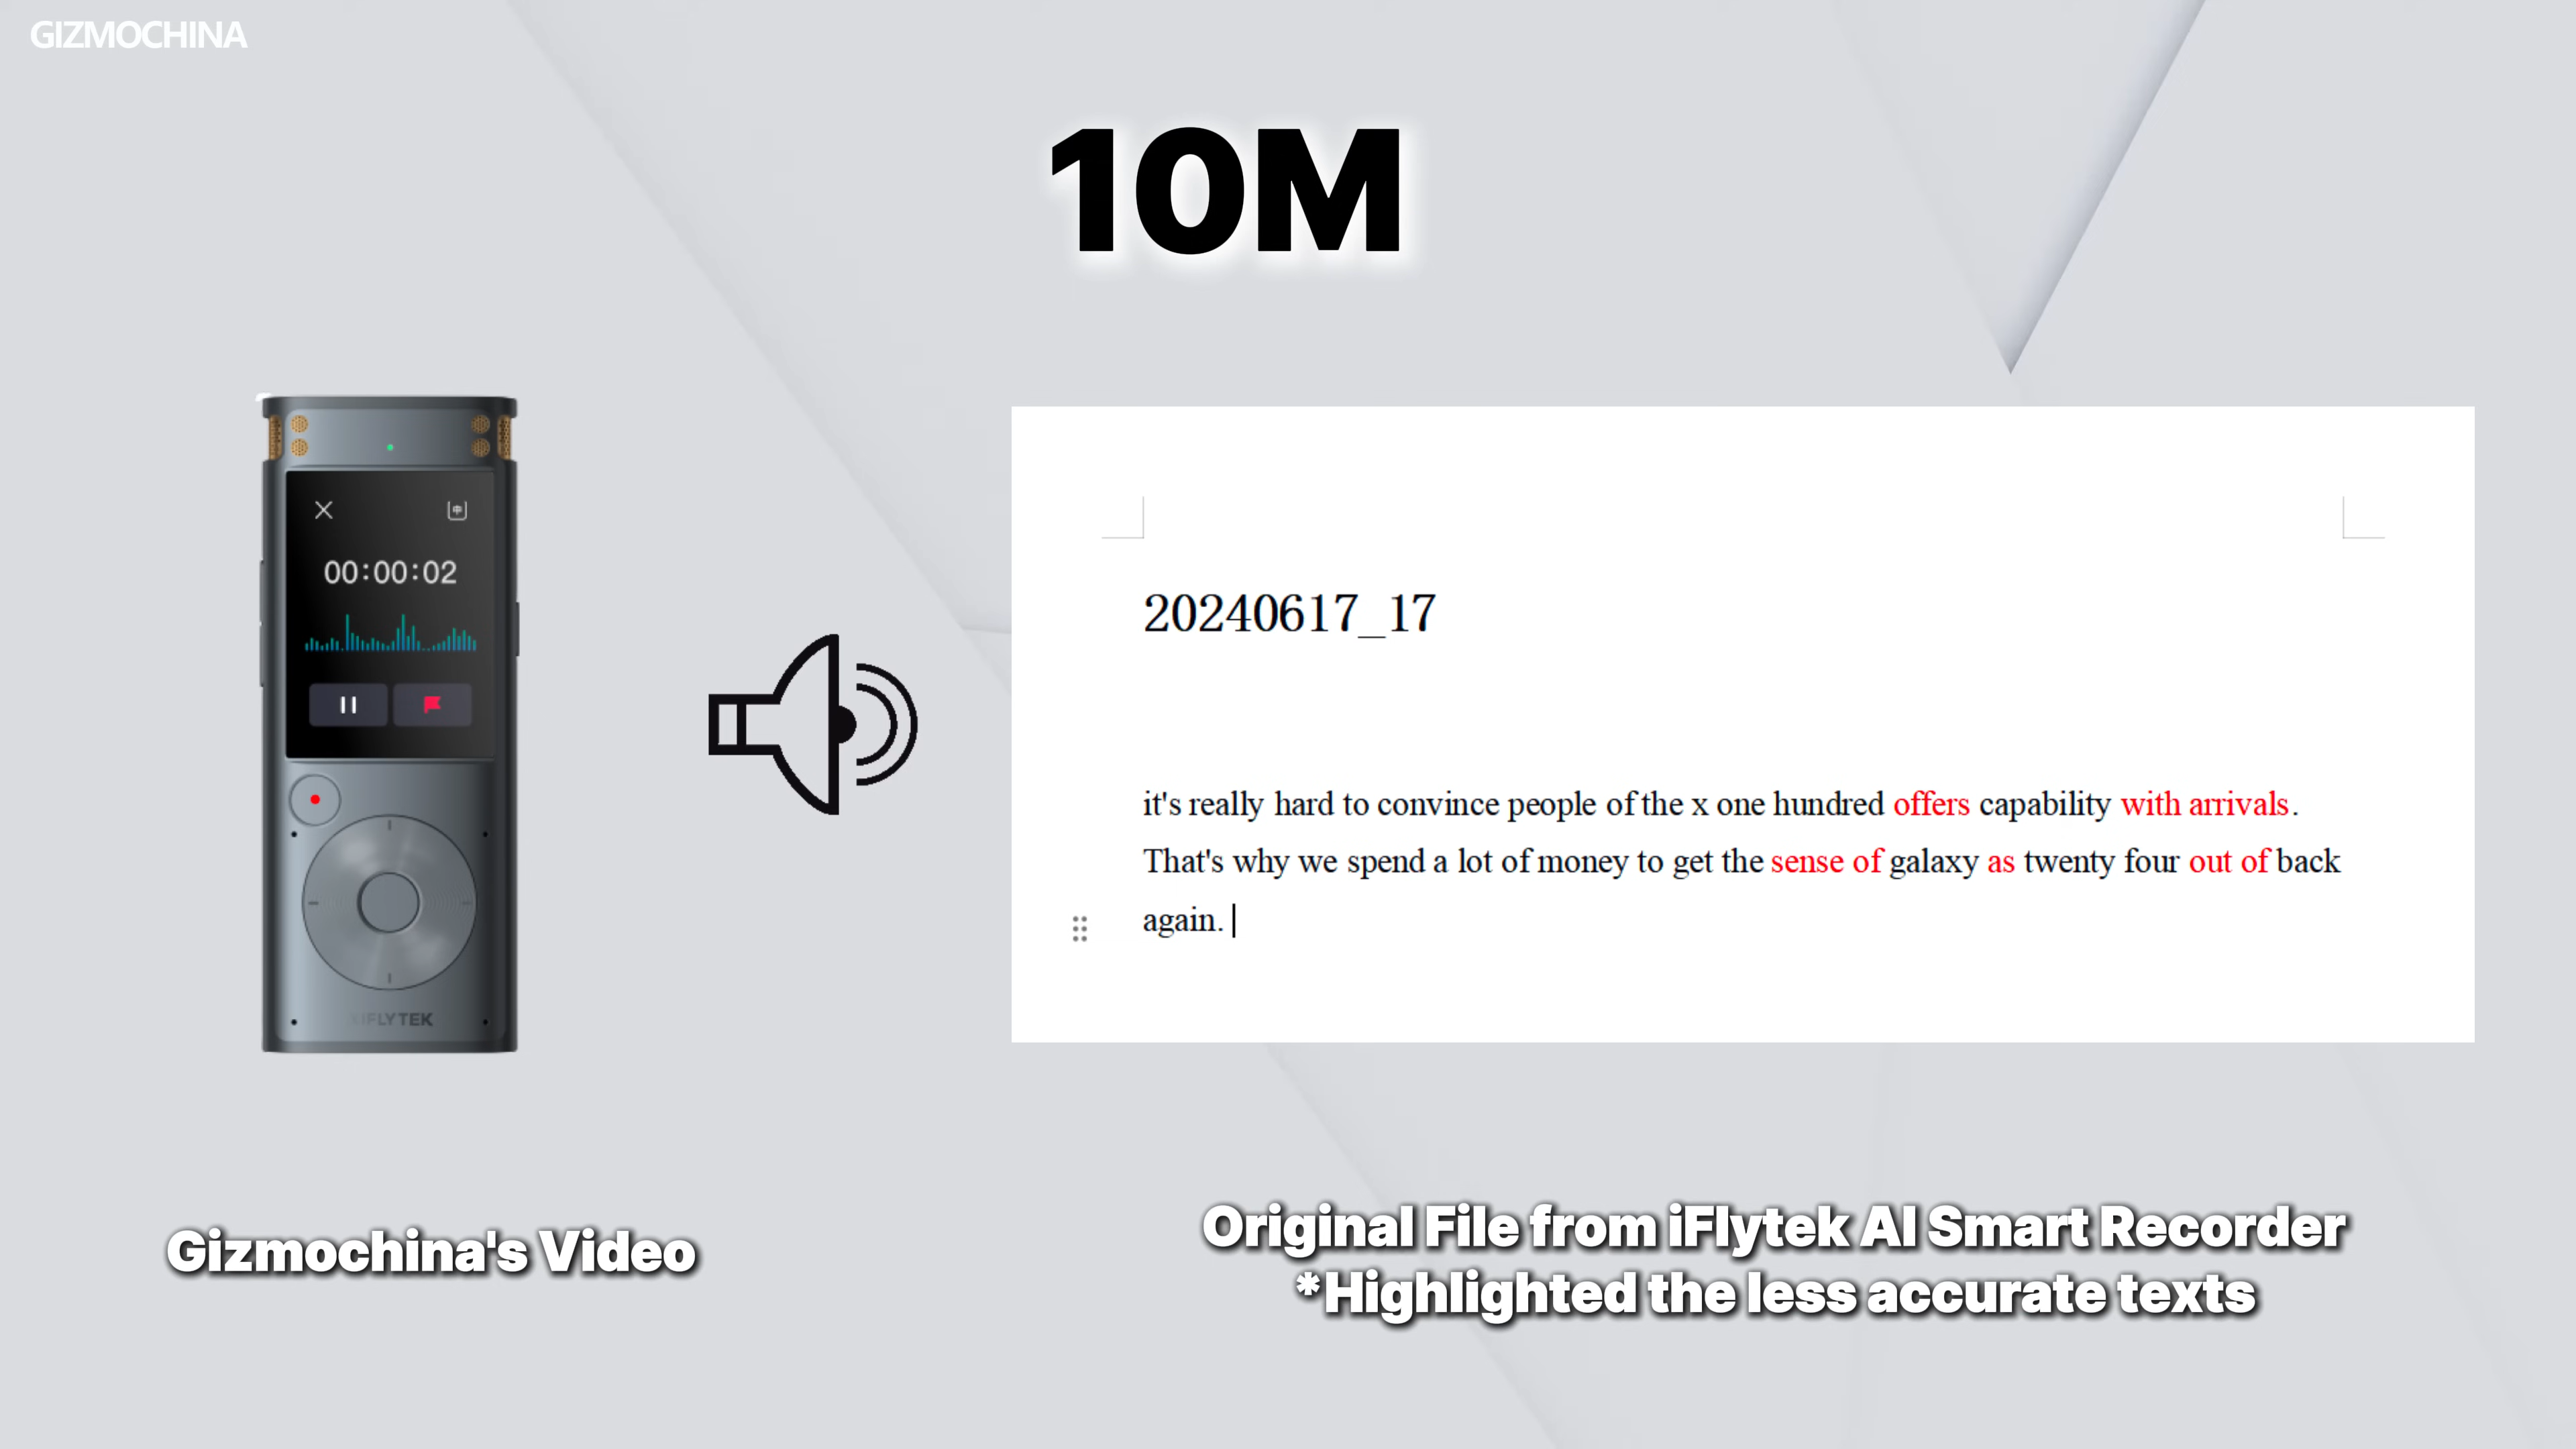 GIZMOCHINA
10M
00:00:02
iFLYTEK
20240617_17
it's really hard to convince people of the x one hundred offers capability with arrivals.
That's why we spend a lot of money to get the sense of galaxy as twenty four out of back
again.
Gizmochina's Video
Original File from iFlytek AI Smart Recorder
*Highlighted the less accurate texts